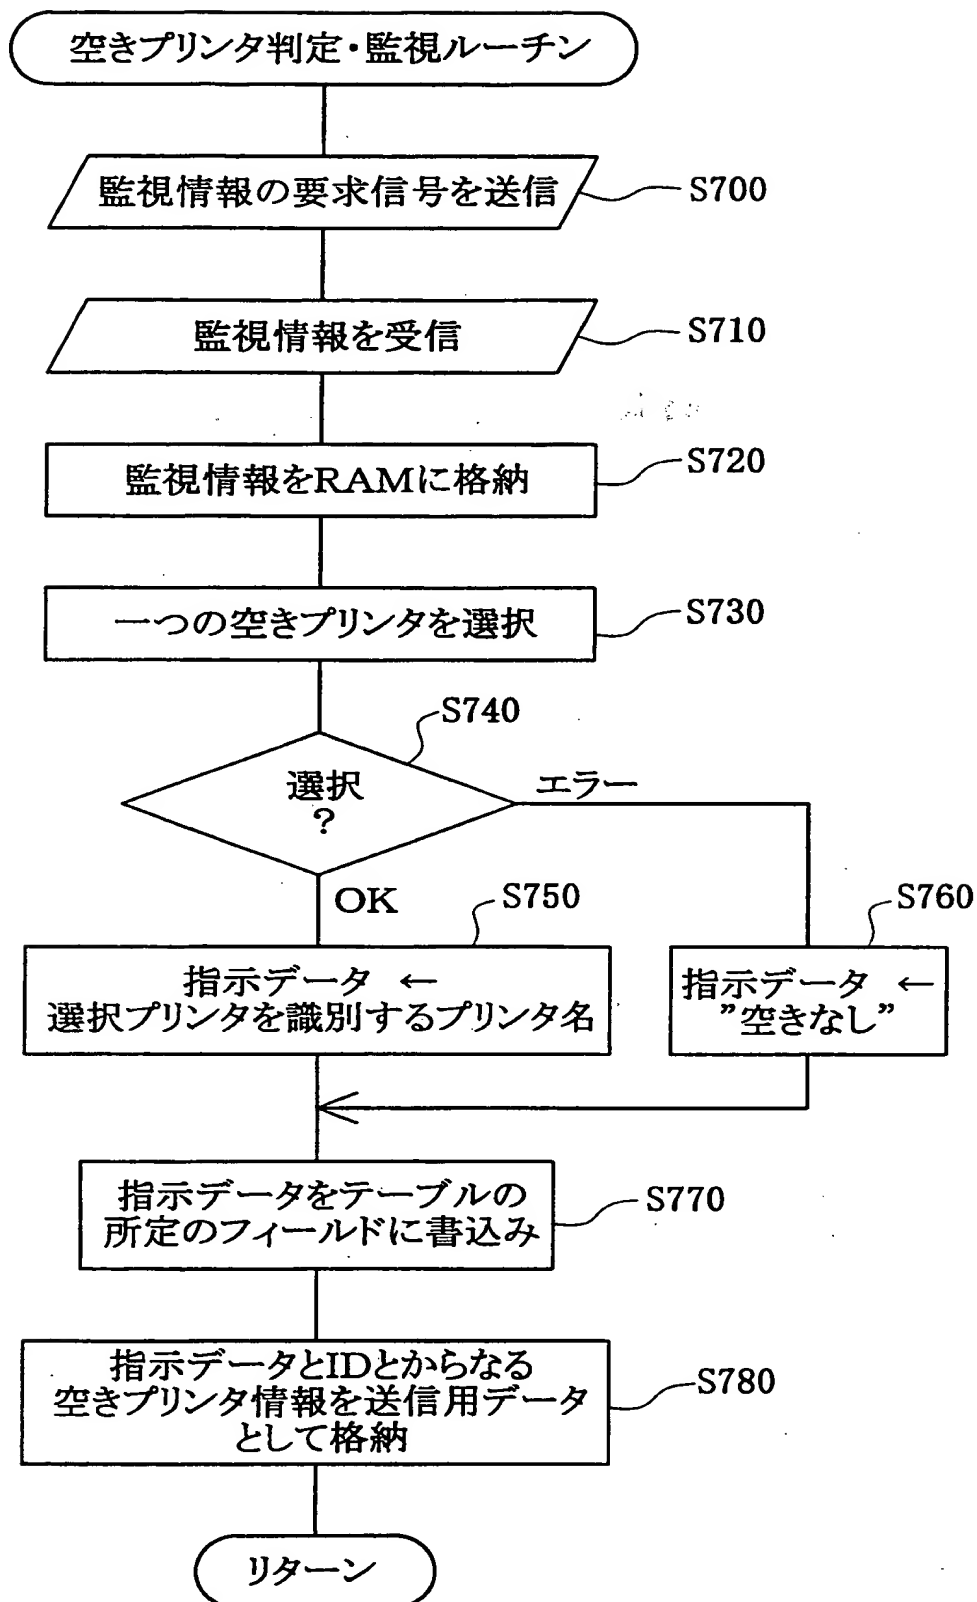 空きプリンタ判定・監視ルーチン
監視情報の要求信号を送信
S700
監視情報を受信
S710
監視情報をRAMに格納
S720
一つの空きプリンタを選択
S730
S740
選択
?
エラー
OK
S750
S760
指示データ ←
選択プリンタを識別するプリンタ名
指示データ ←
”空きなし”
指示データをテーブルの
所定のフィールドに書込み
S770
指示データとIDとからなる
空きプリンタ情報を送信用データ
として格納
S780
リターン